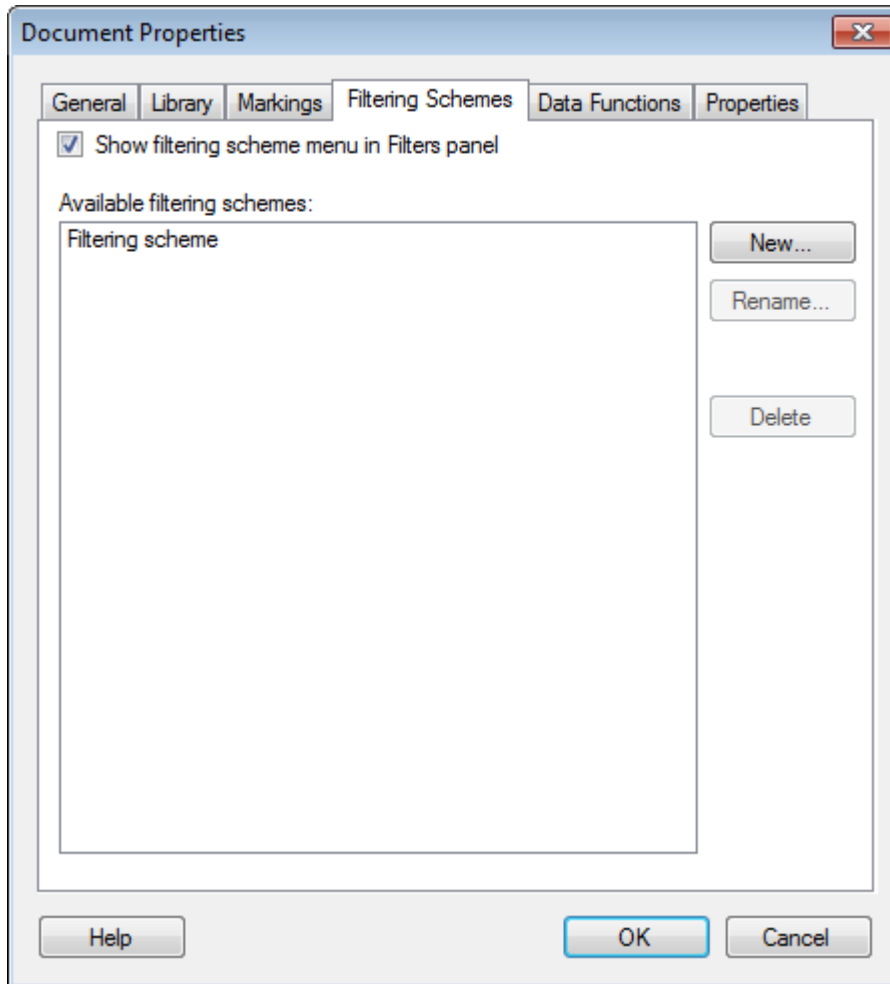 Document Properties
General Library Markings Filtering Schemes Data Functions Properties
Show filtering scheme menu in Filters panel
Available filtering schemes:
Filtering scheme
New...
Rename...
Delete
Help OK Cancel